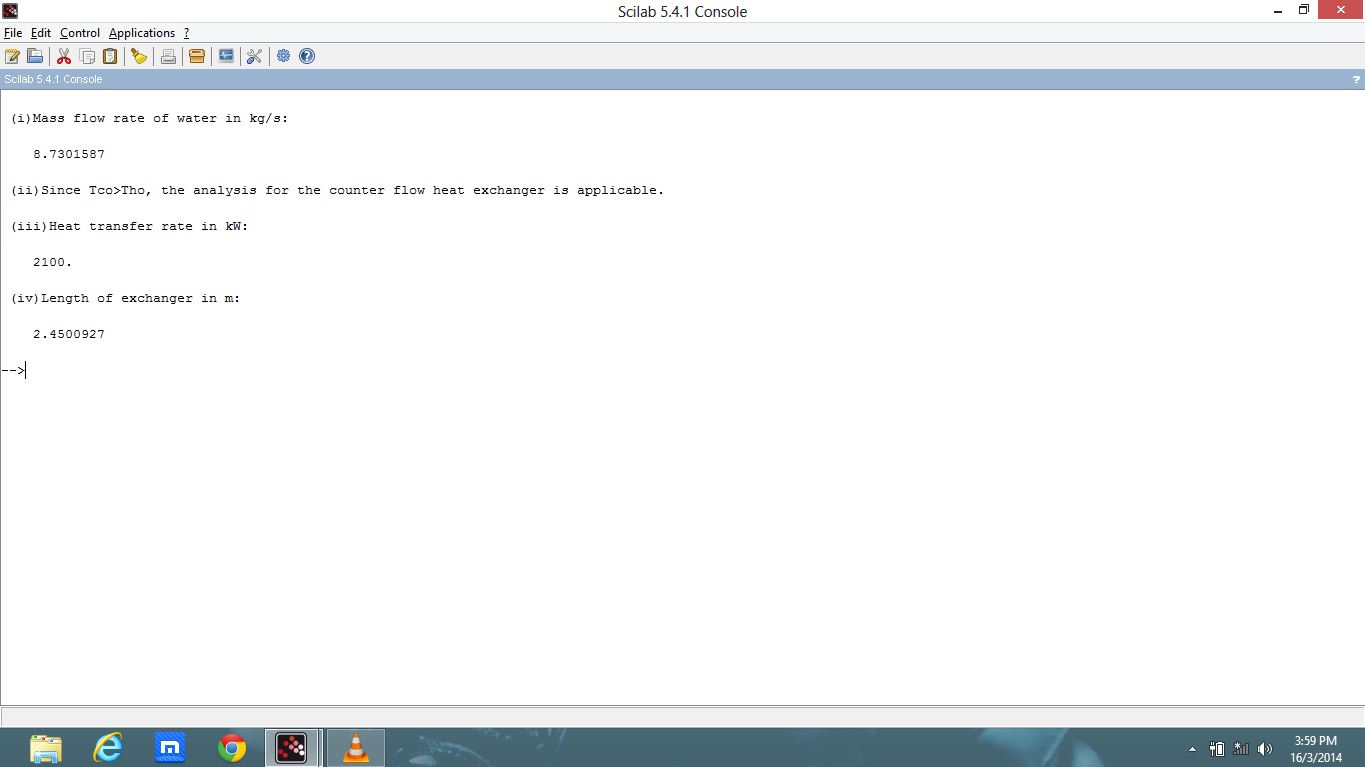 Scilab 5.4.1 Console
File Edit Control Applications ?
Scilab 5.4.1 Console ?
(i)Mass flow rate of water in kg/s:
8.7301587
(ii)Since Tco>Tho, the analysis for the counter flow heat exchanger is applicable.
(iii)Heat transfer rate in kW:
2100.
(iv)Length of exchanger in m:
2.4500927
-->
3:59 PM
16/3/2014